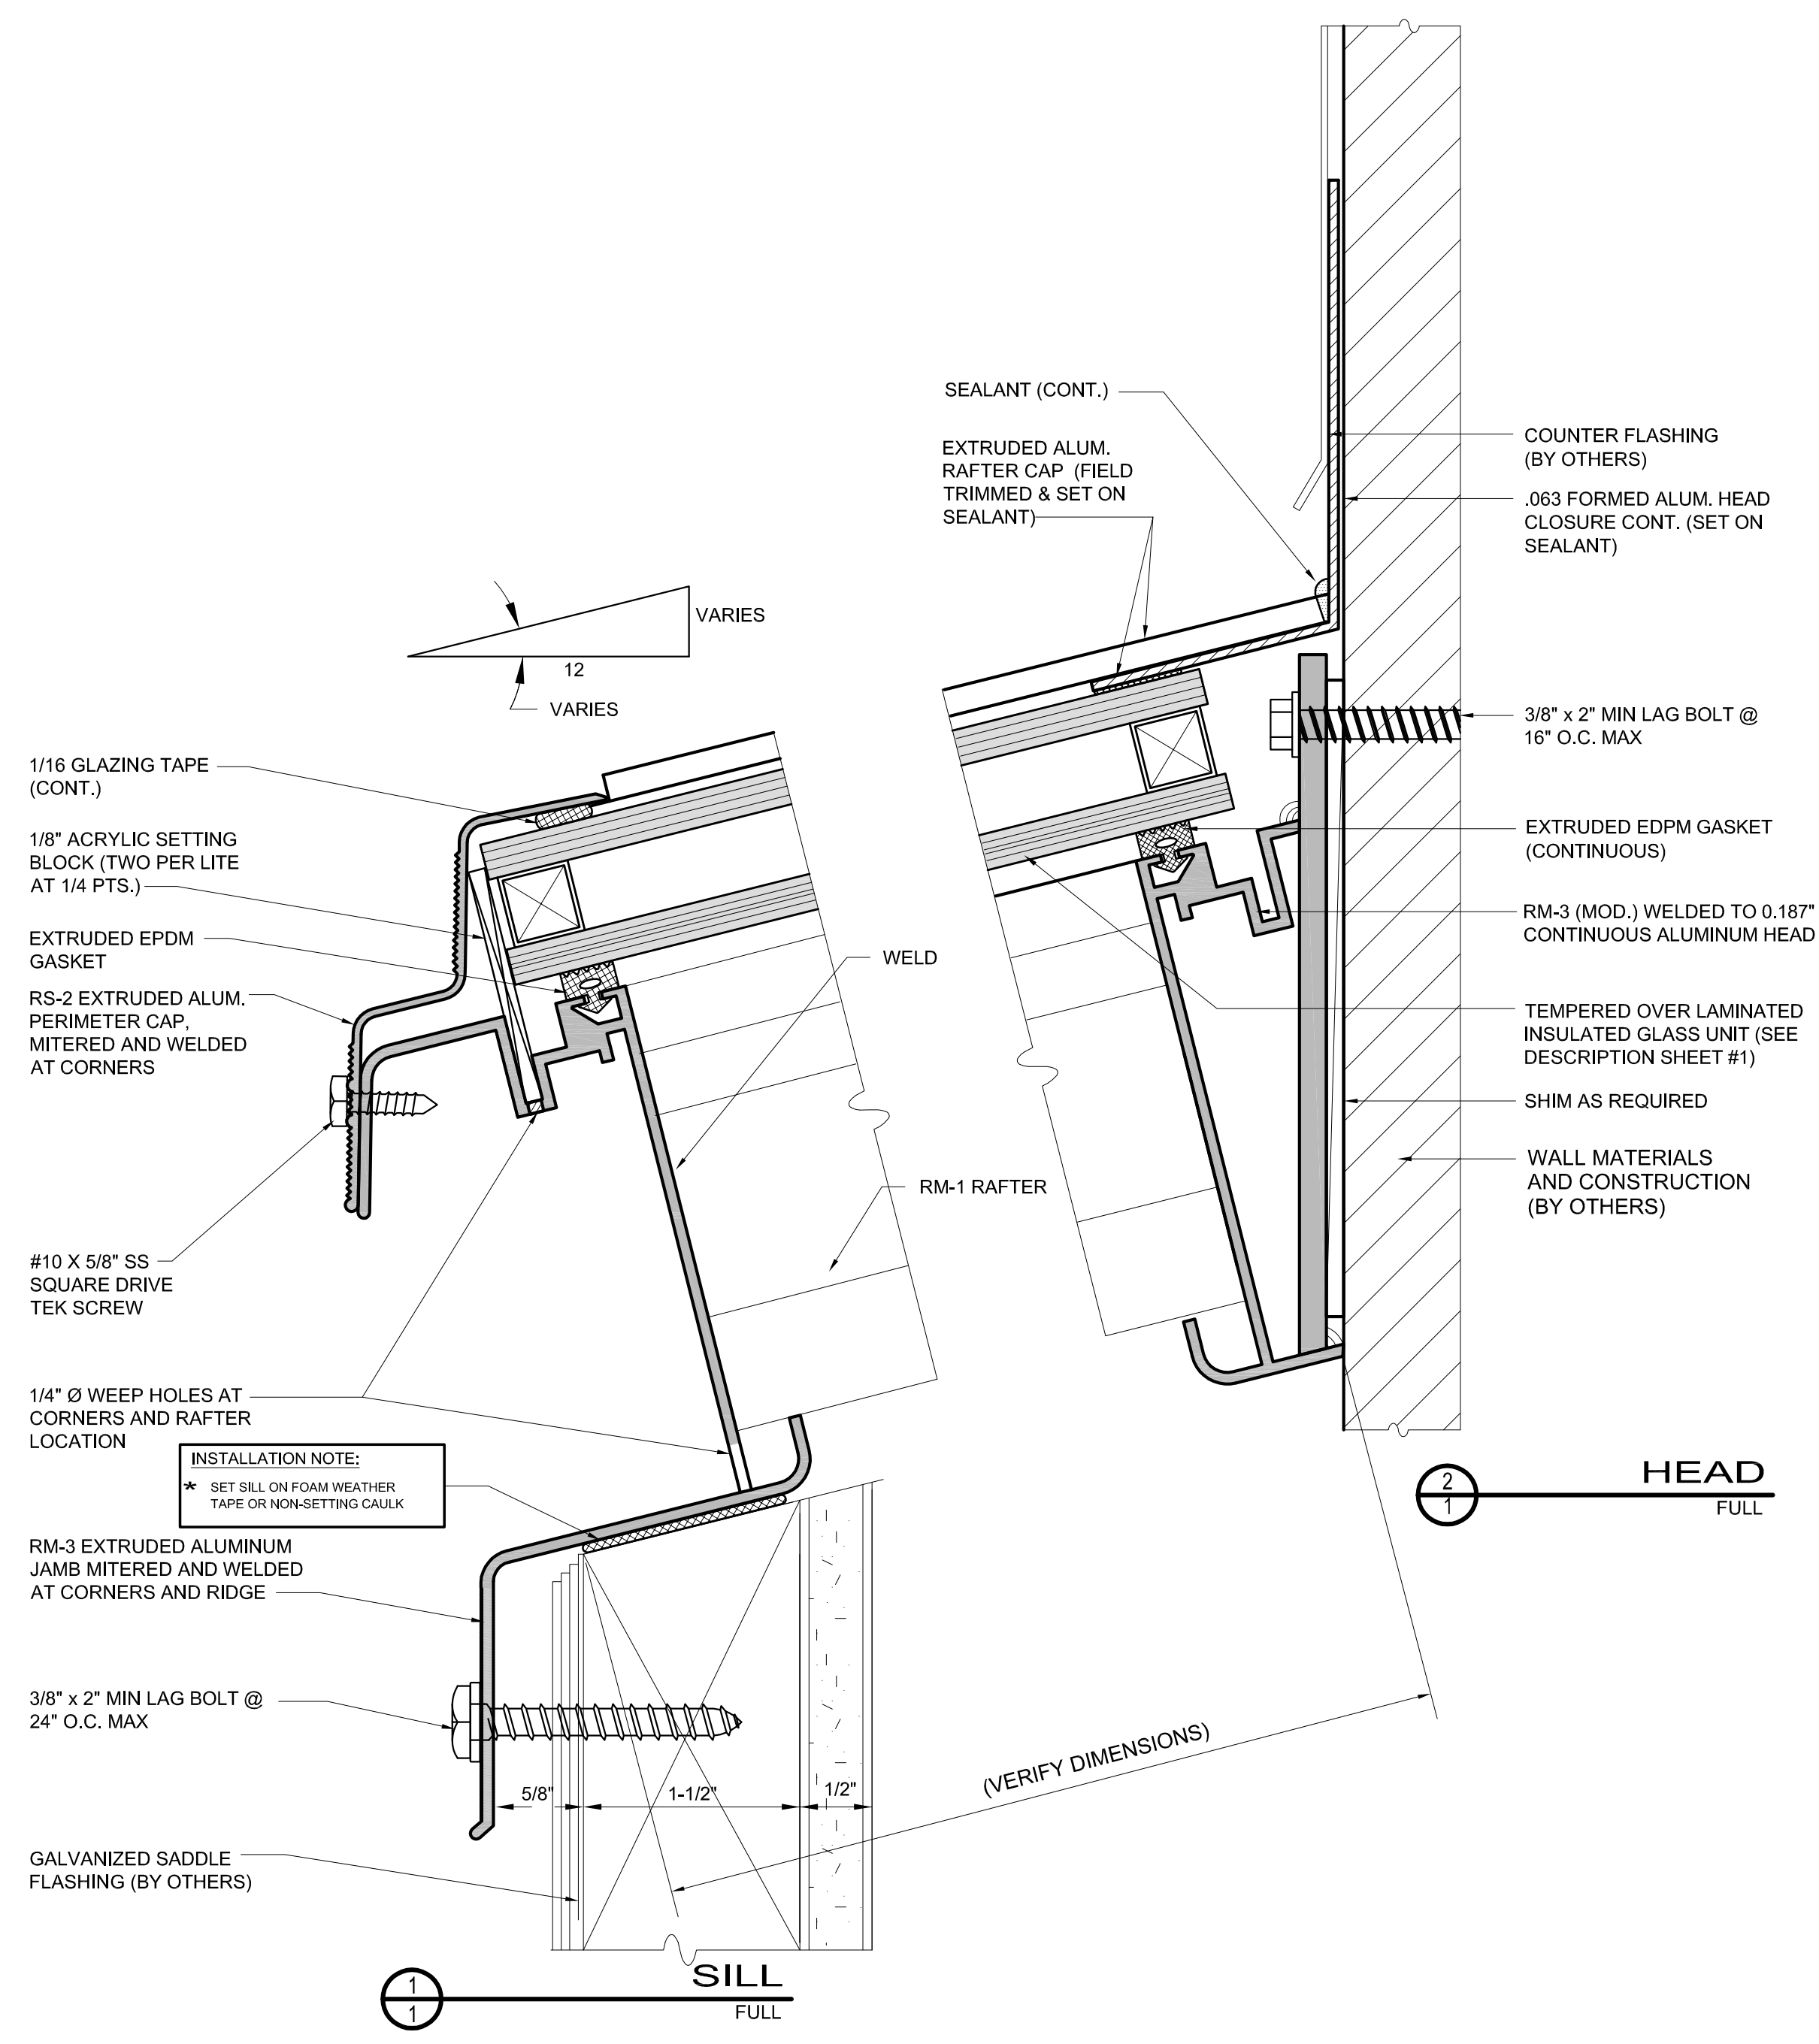 SEALANT (CONT.)
EXTRUDED ALUM.
RAFTER CAP (FIELD
TRIMMED & SET ON
SEALANT)
COUNTER FLASHING
(BY OTHERS)
.063 FORMED ALUM. HEAD
CLOSURE CONT. (SET ON
SEALANT)
VARIES
12
VARIES
3/8" x 2" MIN LAG BOLT @
16" O.C. MAX
1/16 GLAZING TAPE
(CONT.)
1/8" ACRYLIC SETTING
BLOCK (TWO PER LITE
AT 1/4 PTS.)
EXTRUDED EPDM
GASKET
RS-2 EXTRUDED ALUM.
PERIMETER CAP,
MITERED AND WELDED
AT CORNERS
WELD
RM-1 RAFTER
EXTRUDED EDPM GASKET
(CONTINUOUS)
RM-3 (MOD.) WELDED TO 0.187"
CONTINUOUS ALUMINUM HEAD
TEMPERED OVER LAMINATED
INSULATED GLASS UNIT (SEE
DESCRIPTION SHEET #1)
SHIM AS REQUIRED
WALL MATERIALS
AND CONSTRUCTION
(BY OTHERS)
#10 X 5/8" SS
SQUARE DRIVE
TEK SCREW
1/4" Ø WEEP HOLES AT
CORNERS AND RAFTER
LOCATION
INSTALLATION NOTE:
* SET SILL ON FOAM WEATHER
TAPE OR NON-SETTING CAULK
RM-3 EXTRUDED ALUMINUM
JAMB MITERED AND WELDED
AT CORNERS AND RIDGE
3/8" x 2" MIN LAG BOLT @
24" O.C. MAX
5/8" 1-1/2" 1/2"
(VERIFY DIMENSIONS)
GALVANIZED SADDLE
FLASHING (BY OTHERS)
2 HEAD
1 FULL
1 SILL
1 FULL